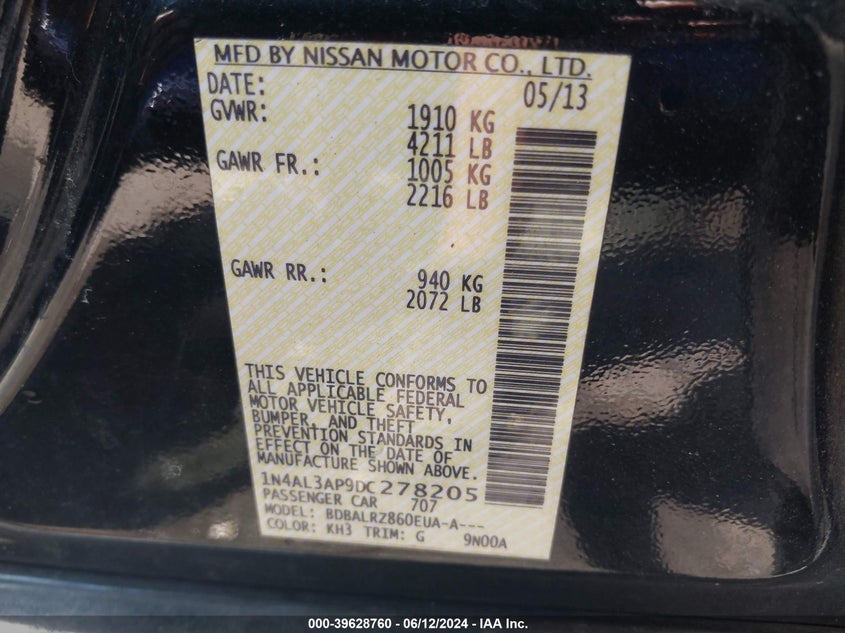 MFD BY NISSAN MOTOR CO., LTD.
DATE: 05/13
GVWR: 1910 KG
4211 LB
GAWR FR.: 1005 KG
2216 LB
GAWR RR.: 940 KG
2072 LB
THIS VEHICLE CONFORMS TO
ALL APPLICABLE FEDERAL
MOTOR VEHICLE SAFETY,
BUMPER, AND THEFT
PREVENTION STANDARDS IN
EFFECT ON THE DATE OF
MANUFACTURE SHOWN ABOVE.
1N4AL3AP9DC278205
PASSENGER CAR 707
MODEL: BDBALRZ860EUA-A---
COLOR: KH3 TRIM: G 9N00A
000-39628760 - 06/12/2024 - IAA Inc.